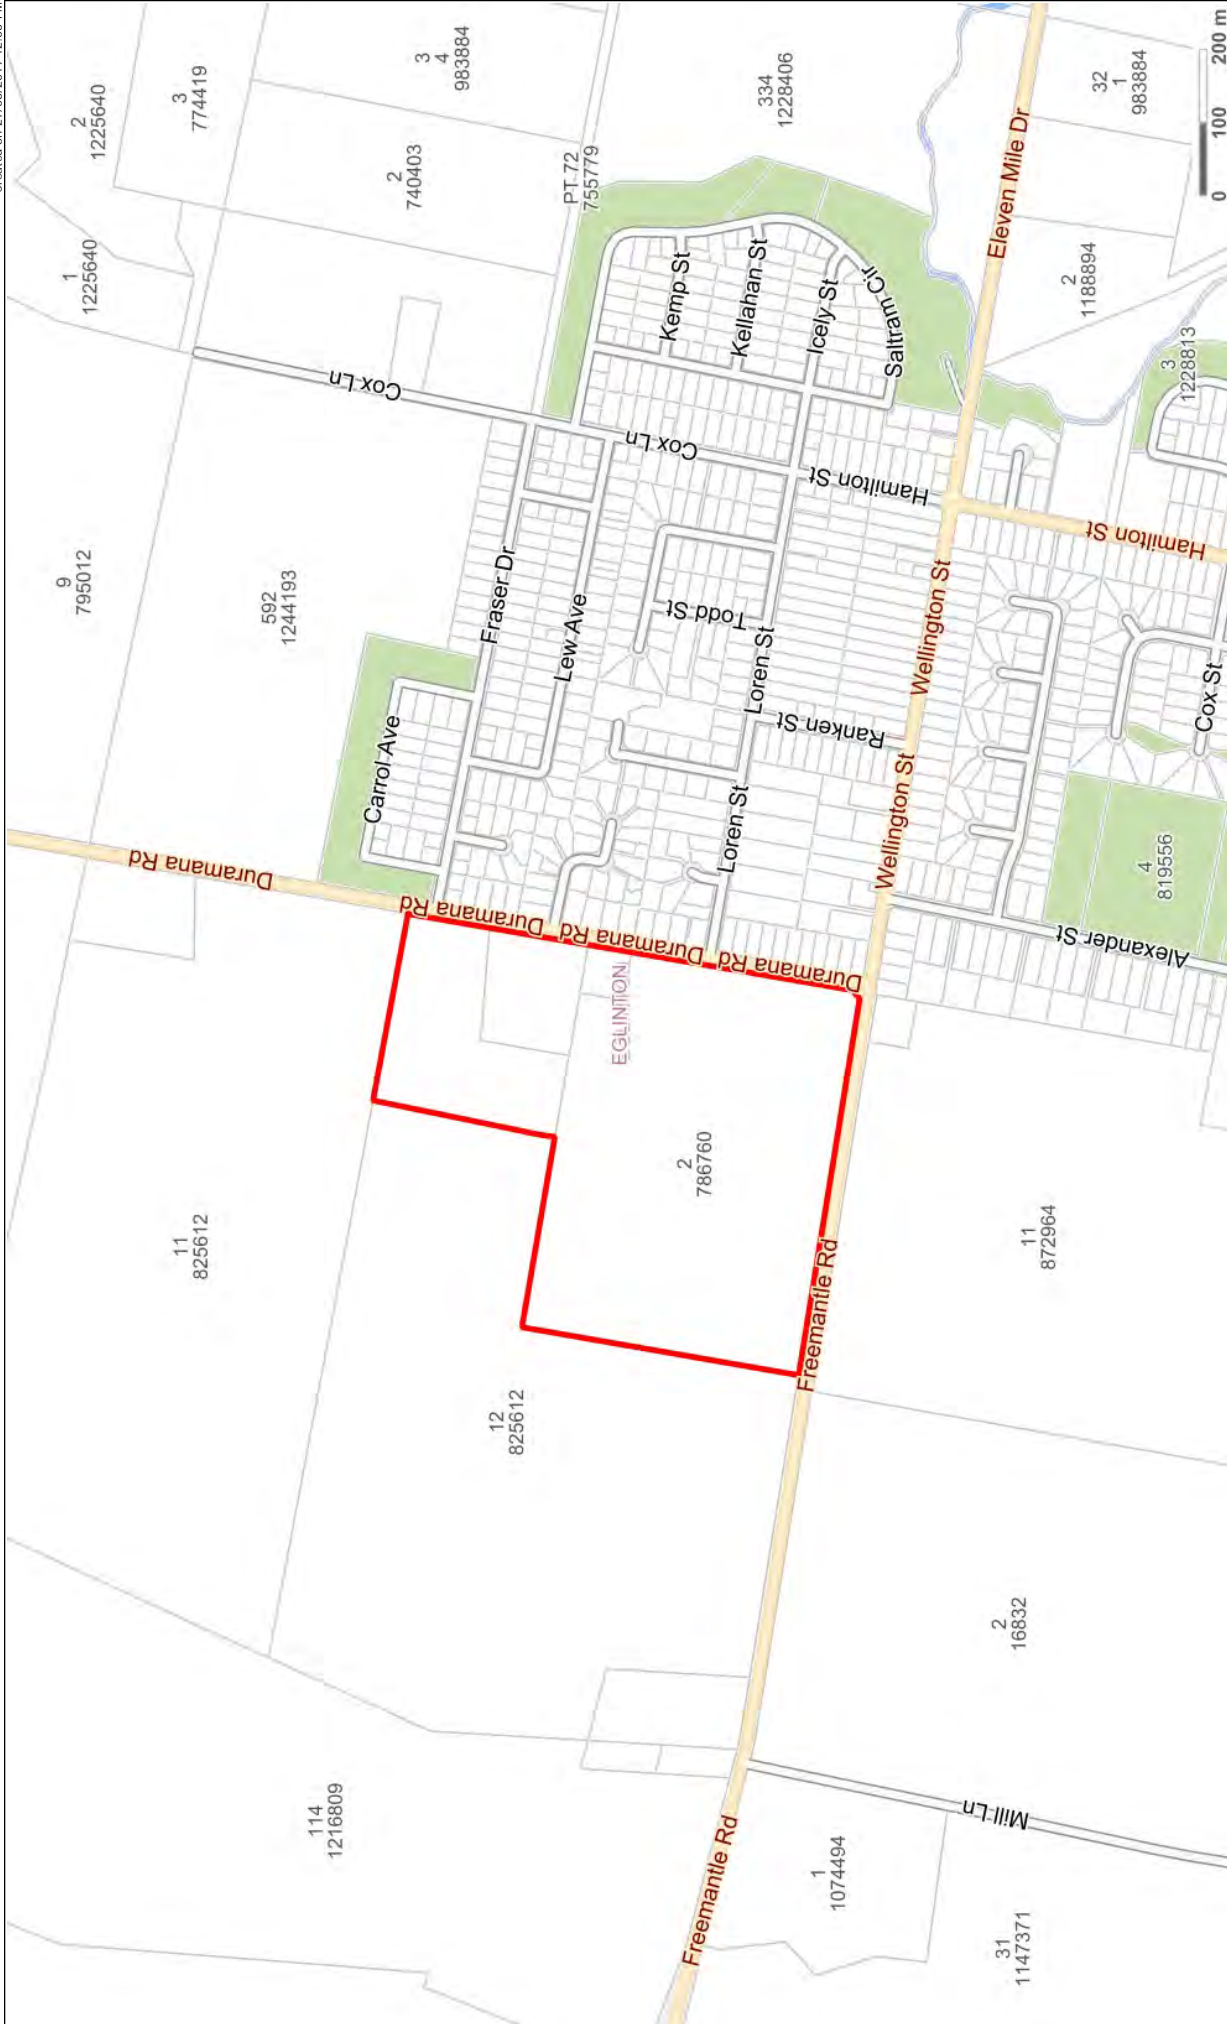 2
1225640
3
774419
3
4
983884
1
1225640
2
740403
PT 72
755779
334
1228406
32
1
983884
0
100
200 m
Cox Ln
Kemp St
Kellahan St
Icely St
Saltram Cir
Eleven Mile Dr
2
1188894
3
1228813
Cox Ln
Hamilton St
Hamilton St
9
795012
592
1244193
Fraser Dr
Lew Ave
Todd St
Loren St
Wellington St
Carrol Ave
Ranken St
Cox St
Loren St
Wellington St
4
819556
Duramana Rd
Duramana Rd
Duramana Rd
Duramana Rd
Duramana Rd
Alexander St
EGLINTON
2
786760
11
825612
Freemantle Rd
11
872964
12
825612
2
16832
114
1216809
Freemantle Rd
Mill Ln
1
1074494
31
1147371